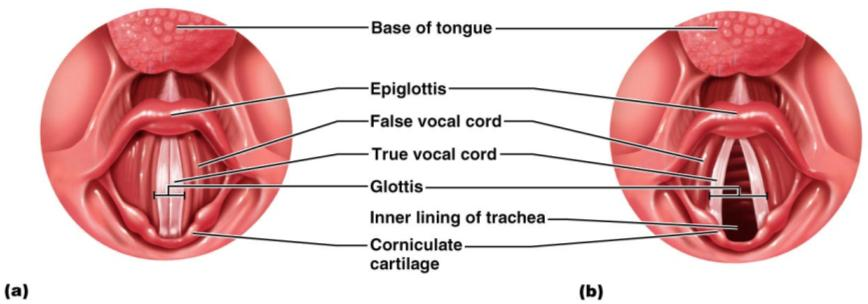 Base of tongue
Epiglottis
False vocal cord
True vocal cord
Glottis
Inner lining of trachea
Corniculate
cartilage
(a)
(b)